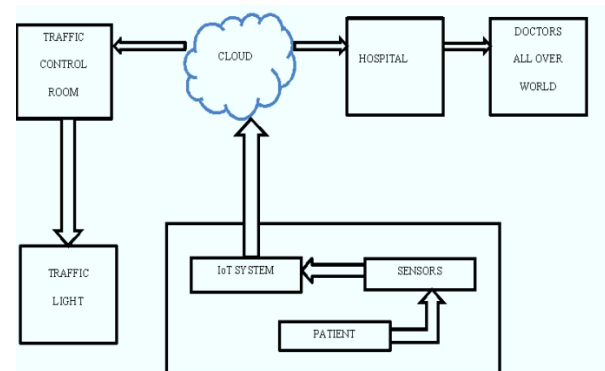 TRAFFIC
CONTROL
ROOM
CLOUD
HOSPITAL
DOCTORS
ALL OVER
WORLD
TRAFFIC
LIGHT
IoT SYSTEM
SENSORS
PATIENT